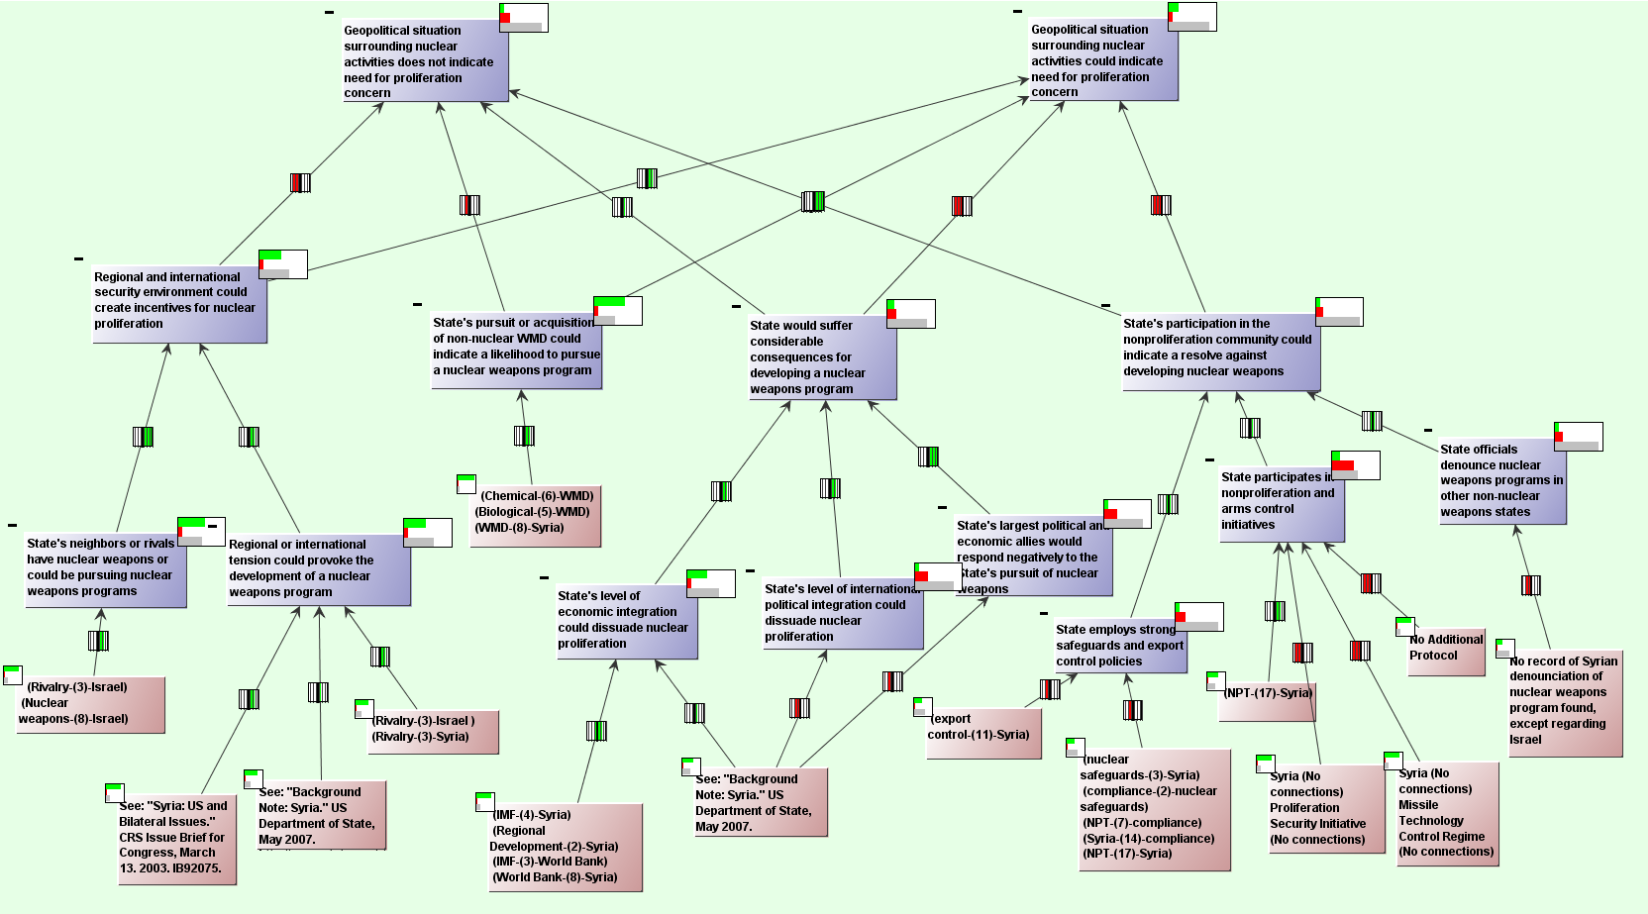 Geopolitical situation
surrounding nuclear
activities does not indicate
need for proliferation
concern
Geopolitical situation
surrounding nuclear
activities could indicate
need for proliferation
concern
Regional and international
security environment could
create incentives for nuclear
proliferation
State's pursuit or acquisition
of non-nuclear WMD could
indicate a likelihood to pursue
a nuclear weapons program
State would suffer
considerable
consequences for
developing a nuclear
weapons program
State's participation in the
nonproliferation community could
indicate a resolve against
developing nuclear weapons
State officials
denounce nuclear
weapons programs in
other non-nuclear
weapons states
State participates in
nonproliferation and
arms control
initiatives
(Chemical-(6)-WMD)
(Biological-(5)-WMD)
(WMD-(8)-Syria)
State's largest political and
economic allies would
respond negatively to the
State's pursuit of nuclear
weapons
State's neighbors or rivals
have nuclear weapons or
could be pursuing nuclear
weapons programs
Regional or international
tension could provoke the
development of a nuclear
weapons program
State's level of
economic integration
could dissuade nuclear
proliferation
State's level of international
political integration could
dissuade nuclear
proliferation
State employs strong
safeguards and export
control policies
No Additional
Protocol
No record of Syrian
denounciation of
nuclear weapons
program found,
except regarding
Israel
(Rivalry-(3)-Israel)
(Nuclear
weapons-(8)-Israel)
(Rivalry-(3)-Israel )
(Rivalry-(3)-Syria)
(export
control-(11)-Syria)
(NPT-(17)-Syria)
See: "Syria: US and
Bilateral Issues."
CRS Issue Brief for
Congress, March
13. 2003. IB92075.
See: "Background
Note: Syria." US
Department of State,
May 2007.
(IMF-(4)-Syria)
(Regional
Development-(2)-Syria)
(IMF-(3)-World Bank)
(World Bank-(8)-Syria)
See: "Background
Note: Syria." US
Department of State,
May 2007.
(nuclear
safeguards-(3)-Syria)
(compliance-(2)-nuclear
safeguards)
(NPT-(7)-compliance)
(Syria-(14)-compliance)
(NPT-(17)-Syria)
Syria (No
connections)
Proliferation
Security Initiative
(No connections)
Syria (No
connections)
Missile
Technology
Control Regime
(No connections)